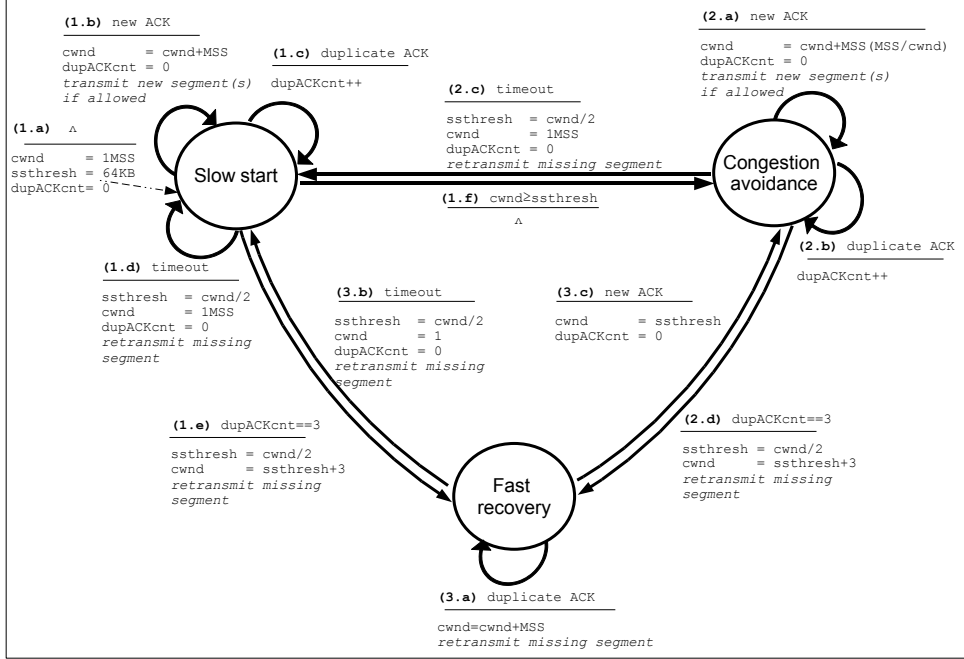 (1.b) new ACK
cwnd = cwnd+MSS
dupACKcnt = 0
transmit new segment(s)
if allowed
(1.c) duplicate ACK
dupACKcnt++
(2.a) new ACK
cwnd = cwnd+MSS(MSS/cwnd)
dupACKcnt = 0
transmit new segment(s)
if allowed
(2.c) timeout
ssthresh = cwnd/2
cwnd = 1MSS
dupACKcnt = 0
retransmit missing segment
(1.a) Λ
cwnd = 1MSS
ssthresh = 64KB
dupACKcnt= 0
Slow start
Congestion
avoidance
(1.f) cwnd≥ssthresh
Λ
(2.b) duplicate ACK
dupACKcnt++
(1.d) timeout
ssthresh = cwnd/2
cwnd = 1MSS
dupACKcnt = 0
retransmit missing
segment
(3.b) timeout
ssthresh = cwnd/2
cwnd = 1
dupACKcnt = 0
retransmit missing
segment
(3.c) new ACK
cwnd = ssthresh
dupACKcnt = 0
(1.e) dupACKcnt==3
ssthresh = cwnd/2
cwnd = ssthresh+3
retransmit missing
segment
(2.d) dupACKcnt==3
ssthresh = cwnd/2
cwnd = ssthresh+3
retransmit missing
segment
Fast
recovery
(3.a) duplicate ACK
cwnd=cwnd+MSS
retransmit missing segment